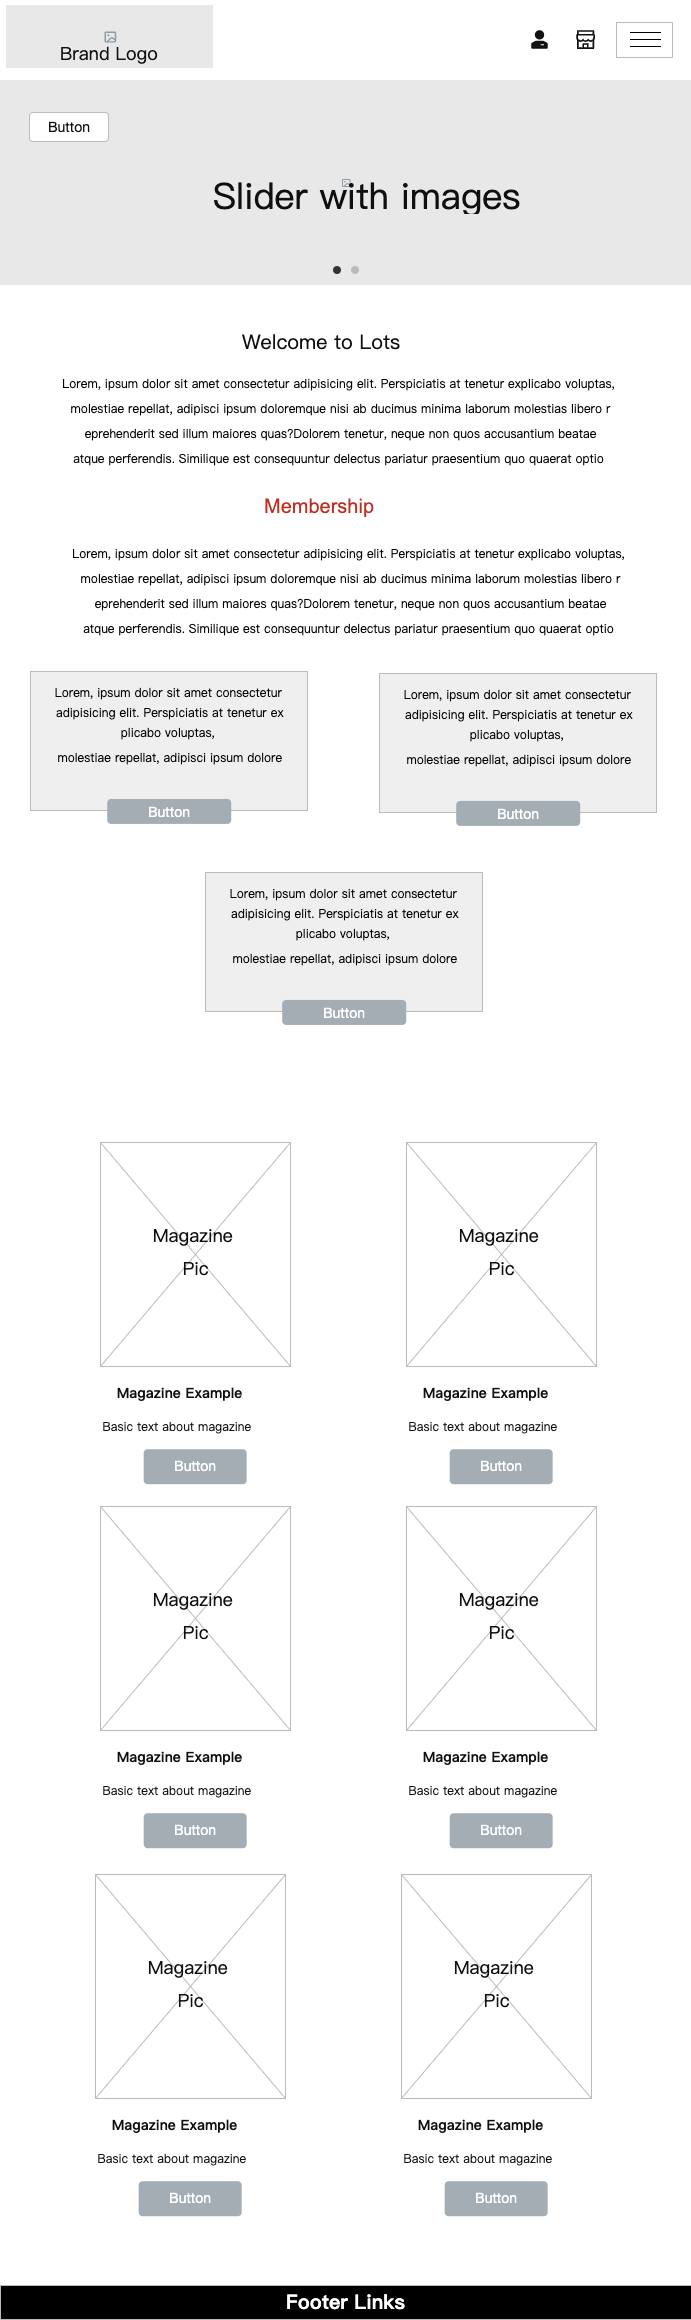 Brand Logo
Button
Slider with images
Welcome to Lots
Lorem, ipsum dolor sit amet consectetur adipisicing elit. Perspiciatis at tenetur explicabo voluptas,
molestiae repellat, adipisci ipsum doloremque nisi ab ducimus minima laborum molestias libero r
eprehenderit sed illum maiores quas?Dolorem tenetur, neque non quos accusantium beatae
atque perferendis. Similique est consequuntur delectus pariatur praesentium quo quaerat optio
Membership
Lorem, ipsum dolor sit amet consectetur adipisicing elit. Perspiciatis at tenetur explicabo voluptas,
molestiae repellat, adipisci ipsum doloremque nisi ab ducimus minima laborum molestias libero r
eprehenderit sed illum maiores quas?Dolorem tenetur, neque non quos accusantium beatae
atque perferendis. Similique est consequuntur delectus pariatur praesentium quo quaerat optio
Lorem, ipsum dolor sit amet consectetur
adipisicing elit. Perspiciatis at tenetur ex
plicabo voluptas,
molestiae repellat, adipisci ipsum dolore
Button
Lorem, ipsum dolor sit amet consectetur
adipisicing elit. Perspiciatis at tenetur ex
plicabo voluptas,
molestiae repellat, adipisci ipsum dolore
Button
Lorem, ipsum dolor sit amet consectetur
adipisicing elit. Perspiciatis at tenetur ex
plicabo voluptas,
molestiae repellat, adipisci ipsum dolore
Button
Magazine
Pic
Magazine Example
Basic text about magazine
Button
Magazine
Pic
Magazine Example
Basic text about magazine
Button
Magazine
Pic
Magazine Example
Basic text about magazine
Button
Magazine
Pic
Magazine Example
Basic text about magazine
Button
Magazine
Pic
Magazine Example
Basic text about magazine
Button
Magazine
Pic
Magazine Example
Basic text about magazine
Button
Footer Links